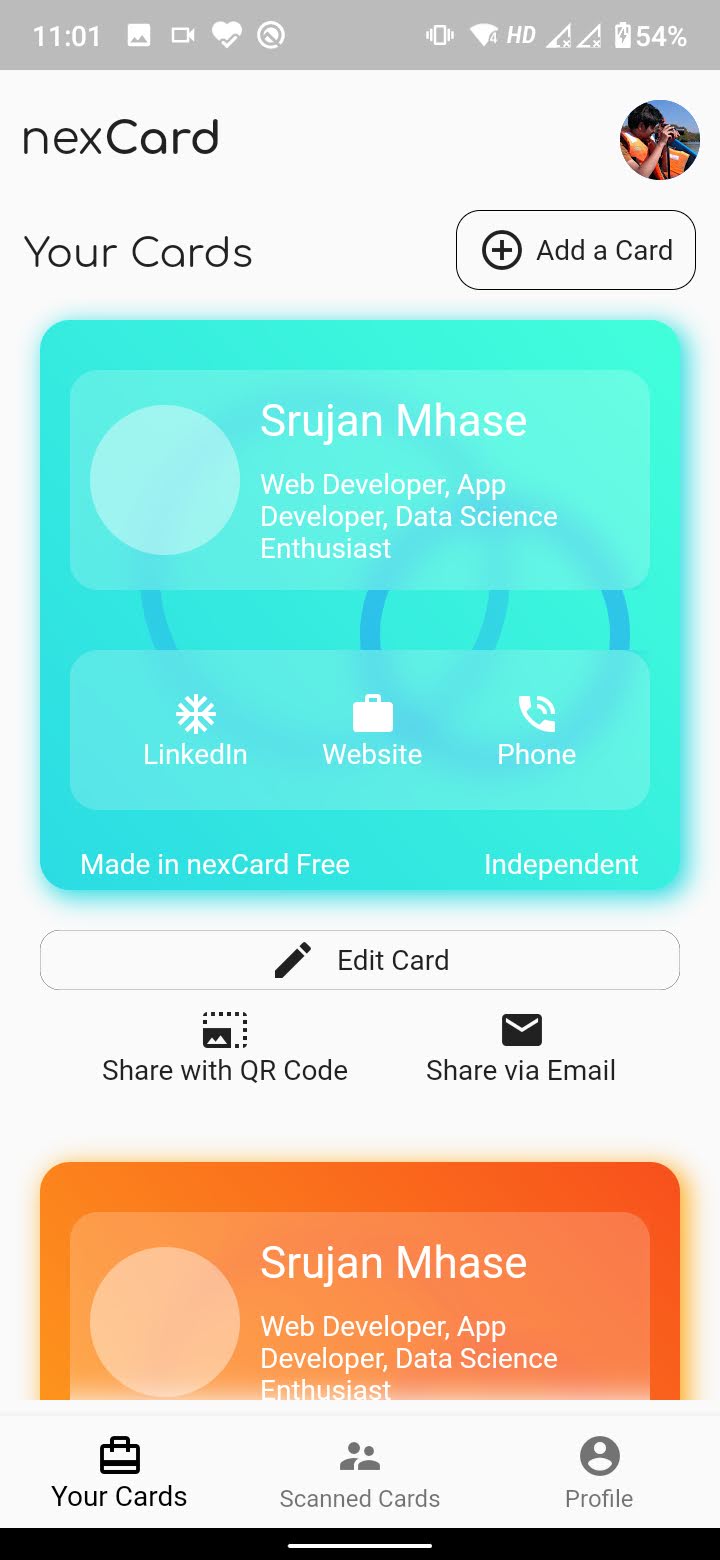 11:01
4 HD 54%
nexCard
Your Cards
Add a Card
Srujan Mhase
Web Developer, App
Developer, Data Science
Enthusiast
LinkedIn Website Phone
Made in nexCard Free Independent
Edit Card
Share with QR Code Share via Email
Srujan Mhase
Web Developer, App
Developer, Data Science
Enthusiast
Your Cards Scanned Cards Profile